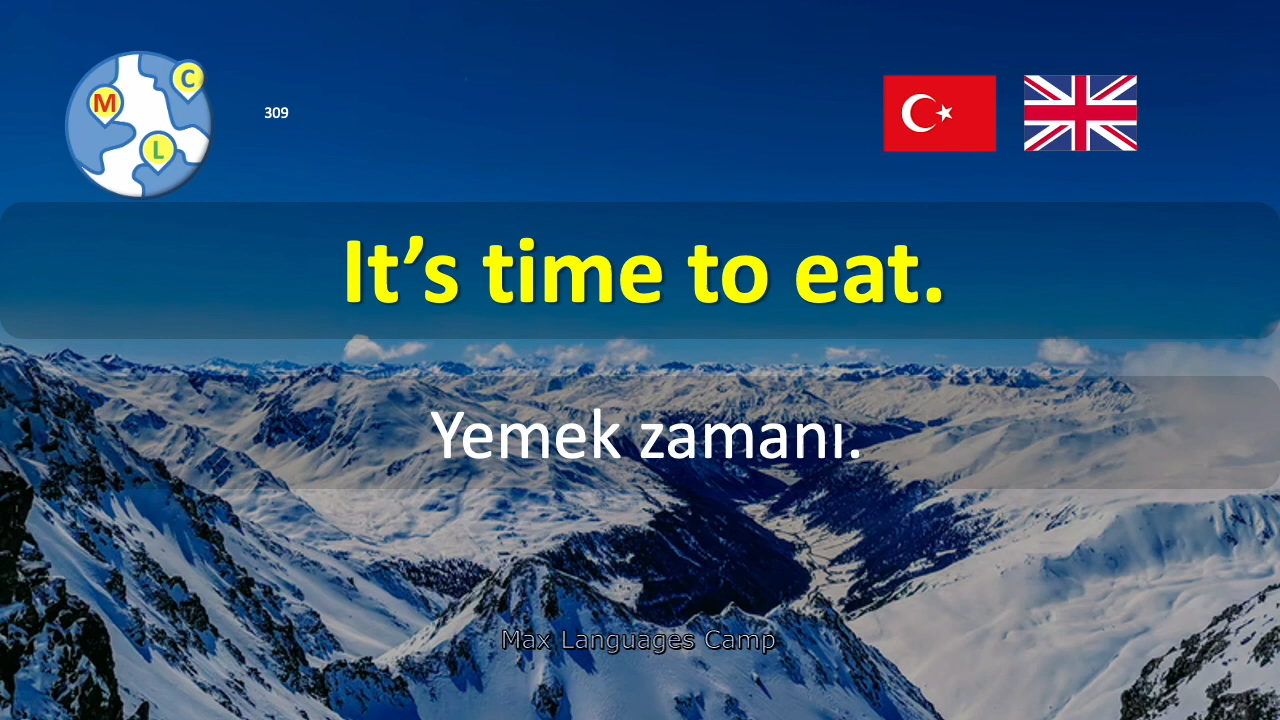 M
C
L
309
It’s time to eat.
Yemek zamanı.
Max Languages Camp